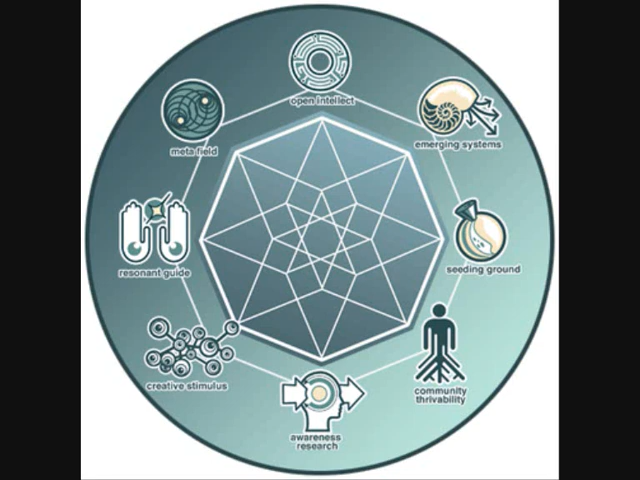 open intellect
meta field
emerging systems
resonant guide
seeding ground
creative stimulus
community
thrivability
awareness
research